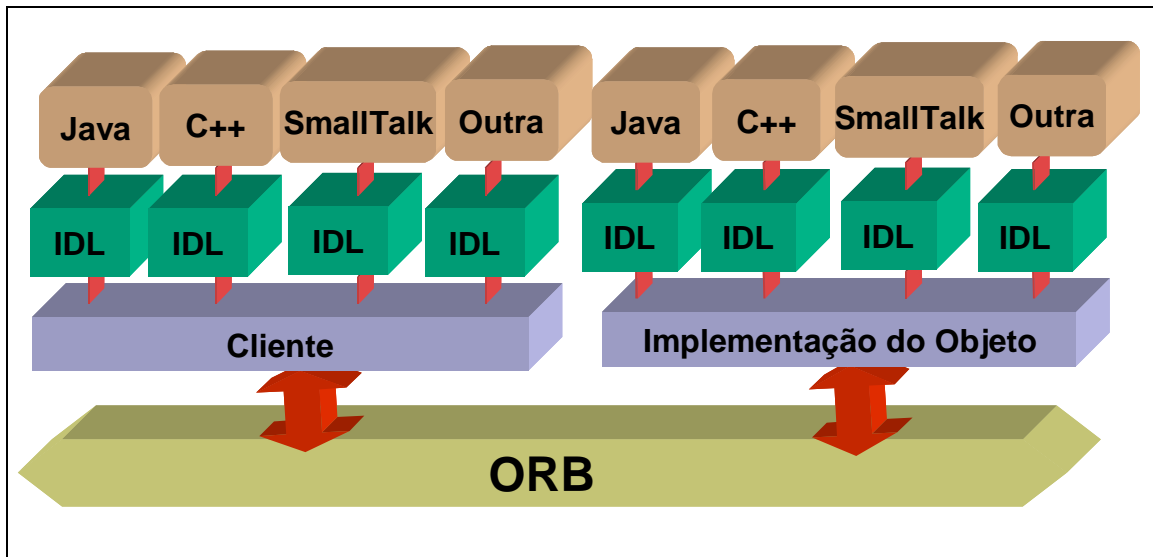 Java C++ SmallTalk Outra Java C++ SmallTalk Outra
IDL IDL IDL IDL IDL IDL IDL IDL
Cliente Implementação do Objeto
ORB